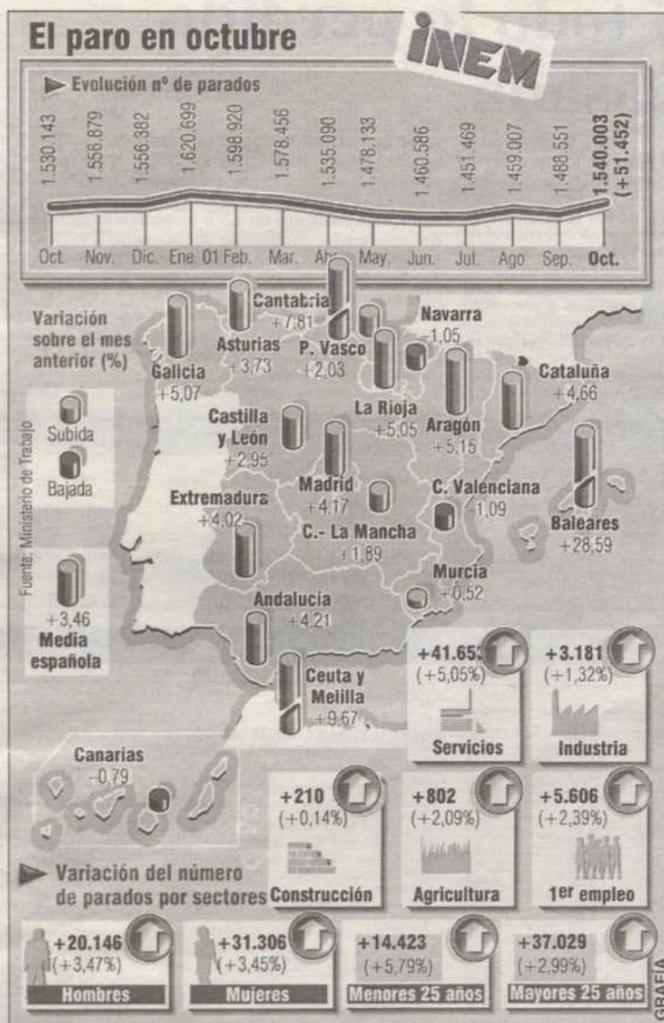 El paro en octubre
iNEM
Evolución nº de parados
1.530.143
1.556.879
1.556.382
1.620.699
1.598.920
1.578.456
1.535.090
1.478.133
1.460.586
1.451.469
1.459.007
1.488.551
1.540.003
(+51.452)
Oct. Nov. Dic. Ene. 01 Feb. Mar. Abr. May. Jun. Jul. Ago. Sep. Oct.
Variación
sobre el mes
anterior (%)
Subida
Bajada
+3,46
Media
española
Fuente: Ministerio de Trabajo
Galicia
+5,07
Asturias
+3,73
Cantabria
+7,81
P. Vasco
+2,03
Navarra
-1,05
La Rioja
+5,05
Aragón
+5,15
Cataluña
+4,66
Castilla
y León
+2,95
Madrid
+4,17
Extremadura
+4,02
C.- La Mancha
+1,89
C. Valenciana
-1,09
Baleares
+28,59
Murcia
+0,52
Andalucía
+4,21
Ceuta y
Melilla
+9,67
Canarias
-0,79
+41.653
(+5,05%)
Servicios
+3.181
(+1,32%)
Industria
+210
(+0,14%)
Construcción
+802
(+2,09%)
Agricultura
+5.606
(+2,39%)
1er empleo
Variación del número
de parados por sectores
+20.146
(+3,47%)
Hombres
+31.306
(+3,45%)
Mujeres
+14.423
(+5,79%)
Menores 25 años
+37.029
(+2,99%)
Mayores 25 años
GRAFÍA